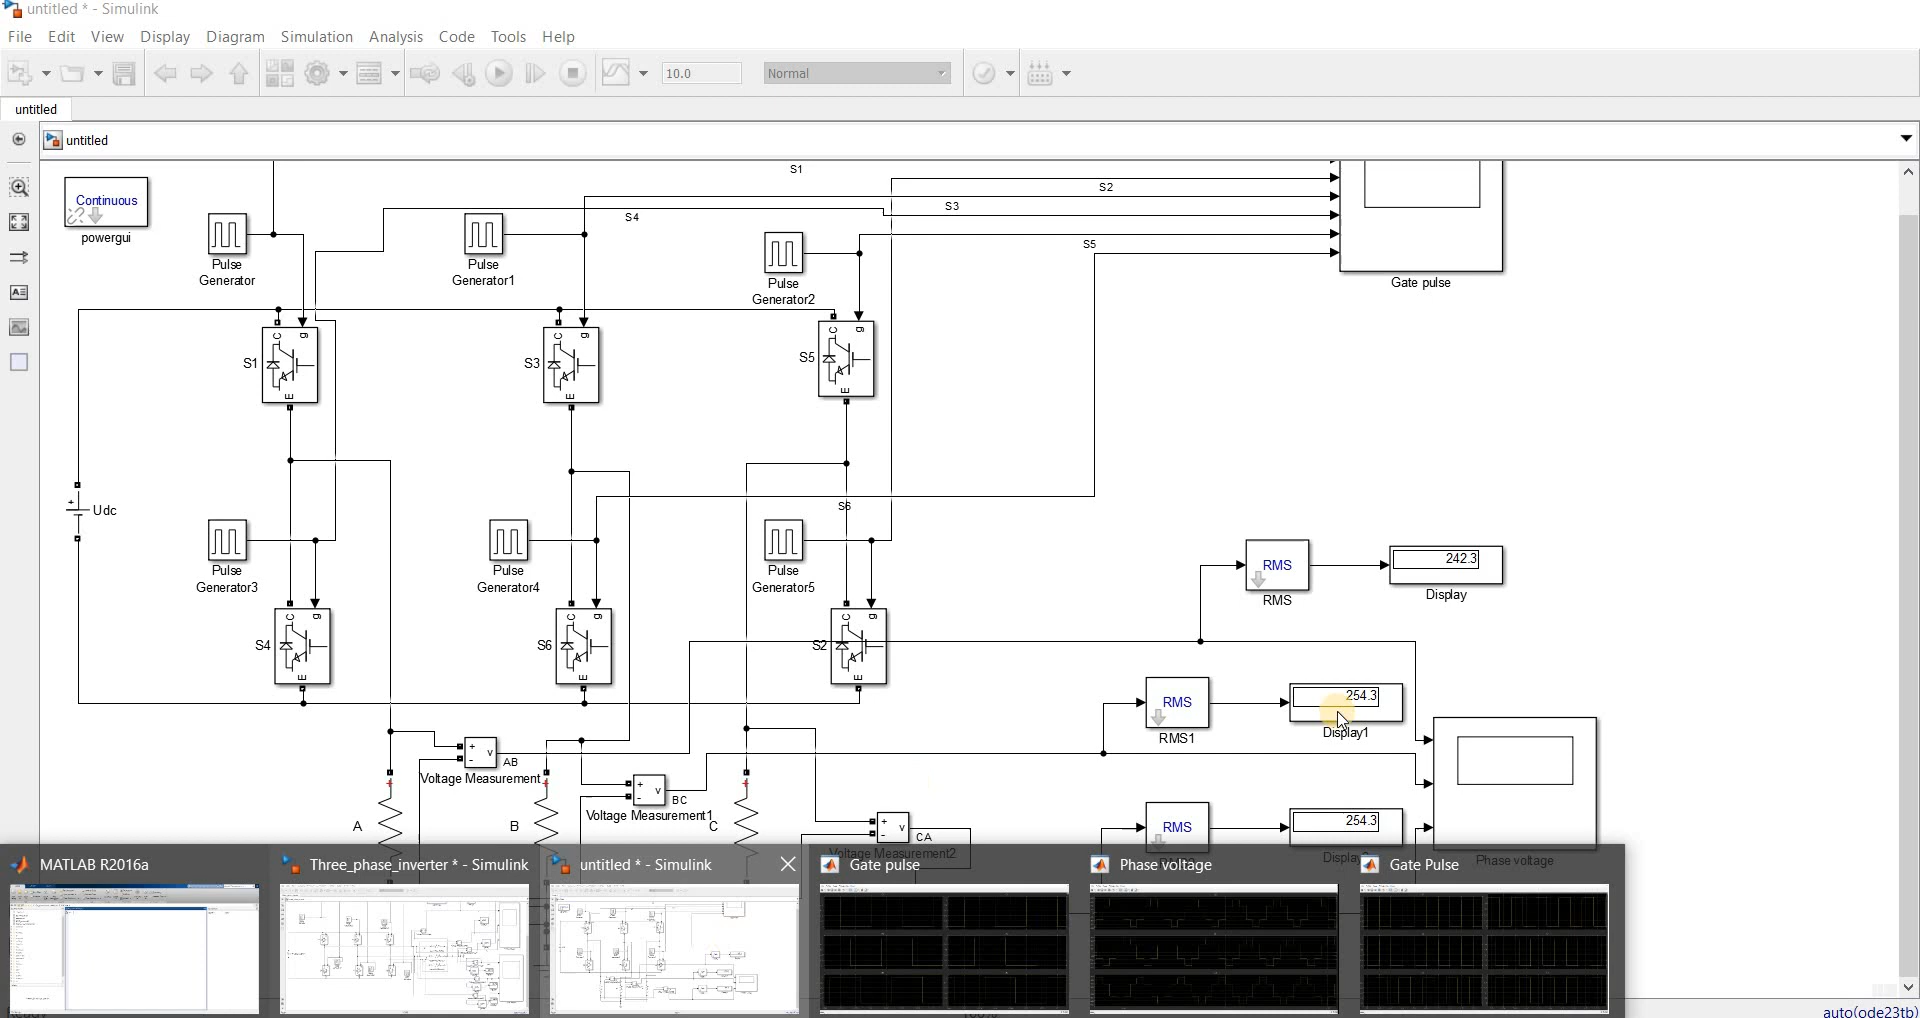 untitled * - Simulink
File Edit View Display Diagram Simulation Analysis Code Tools Help
10.0
Normal
untitled
untitled
Continuous
powergui
S1
S2
S3
S4
S5
Gate pulse
Pulse
Generator
Pulse
Generator1
Pulse
Generator2
C
g
S1
E
C
g
S3
E
C
g
S5
E
Udc
S6
Pulse
Generator3
Pulse
Generator4
Pulse
Generator5
RMS
RMS
242.3
Display
C
g
S4
E
C
g
S6
E
C
g
S2
E
RMS
RMS1
254.3
Display1
+
-
v
AB
Voltage Measurement
+
-
v
BC
Voltage Measurement1
+
-
v
CA
Voltage Measurement2
A
B
C
RMS
254.3
Phase voltage
MATLAB R2016a
Three_phase_inverter * - Simulink
untitled * - Simulink
Gate pulse
Phase voltage
Gate Pulse
auto(ode23tb)